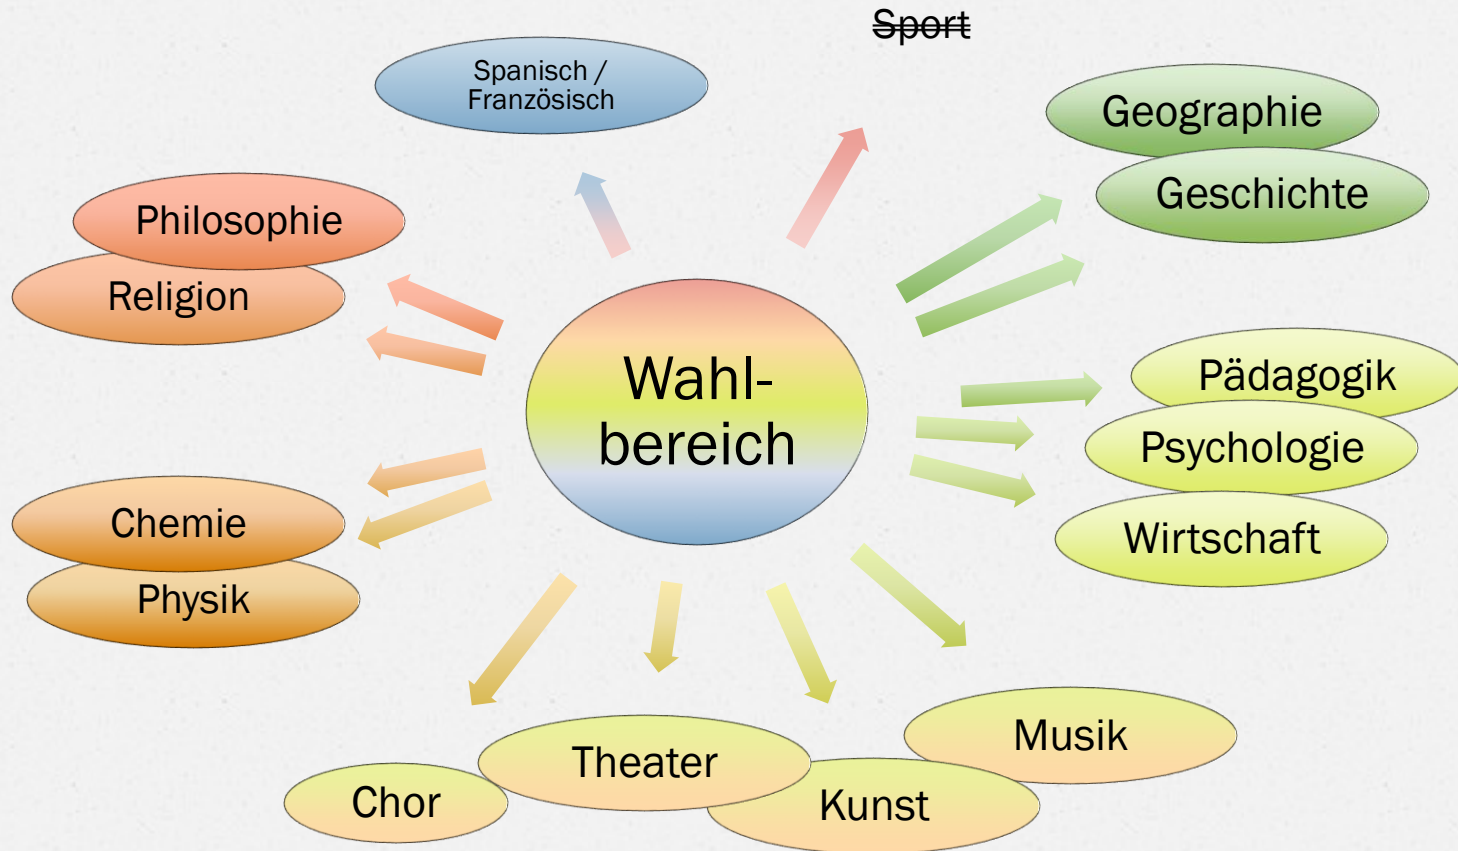 Sport
Spanisch /
Französisch
Geographie
Geschichte
Philosophie
Religion
Wahl-
bereich
Pädagogik
Psychologie
Wirtschaft
Chemie
Physik
Musik
Theater
Kunst
Chor